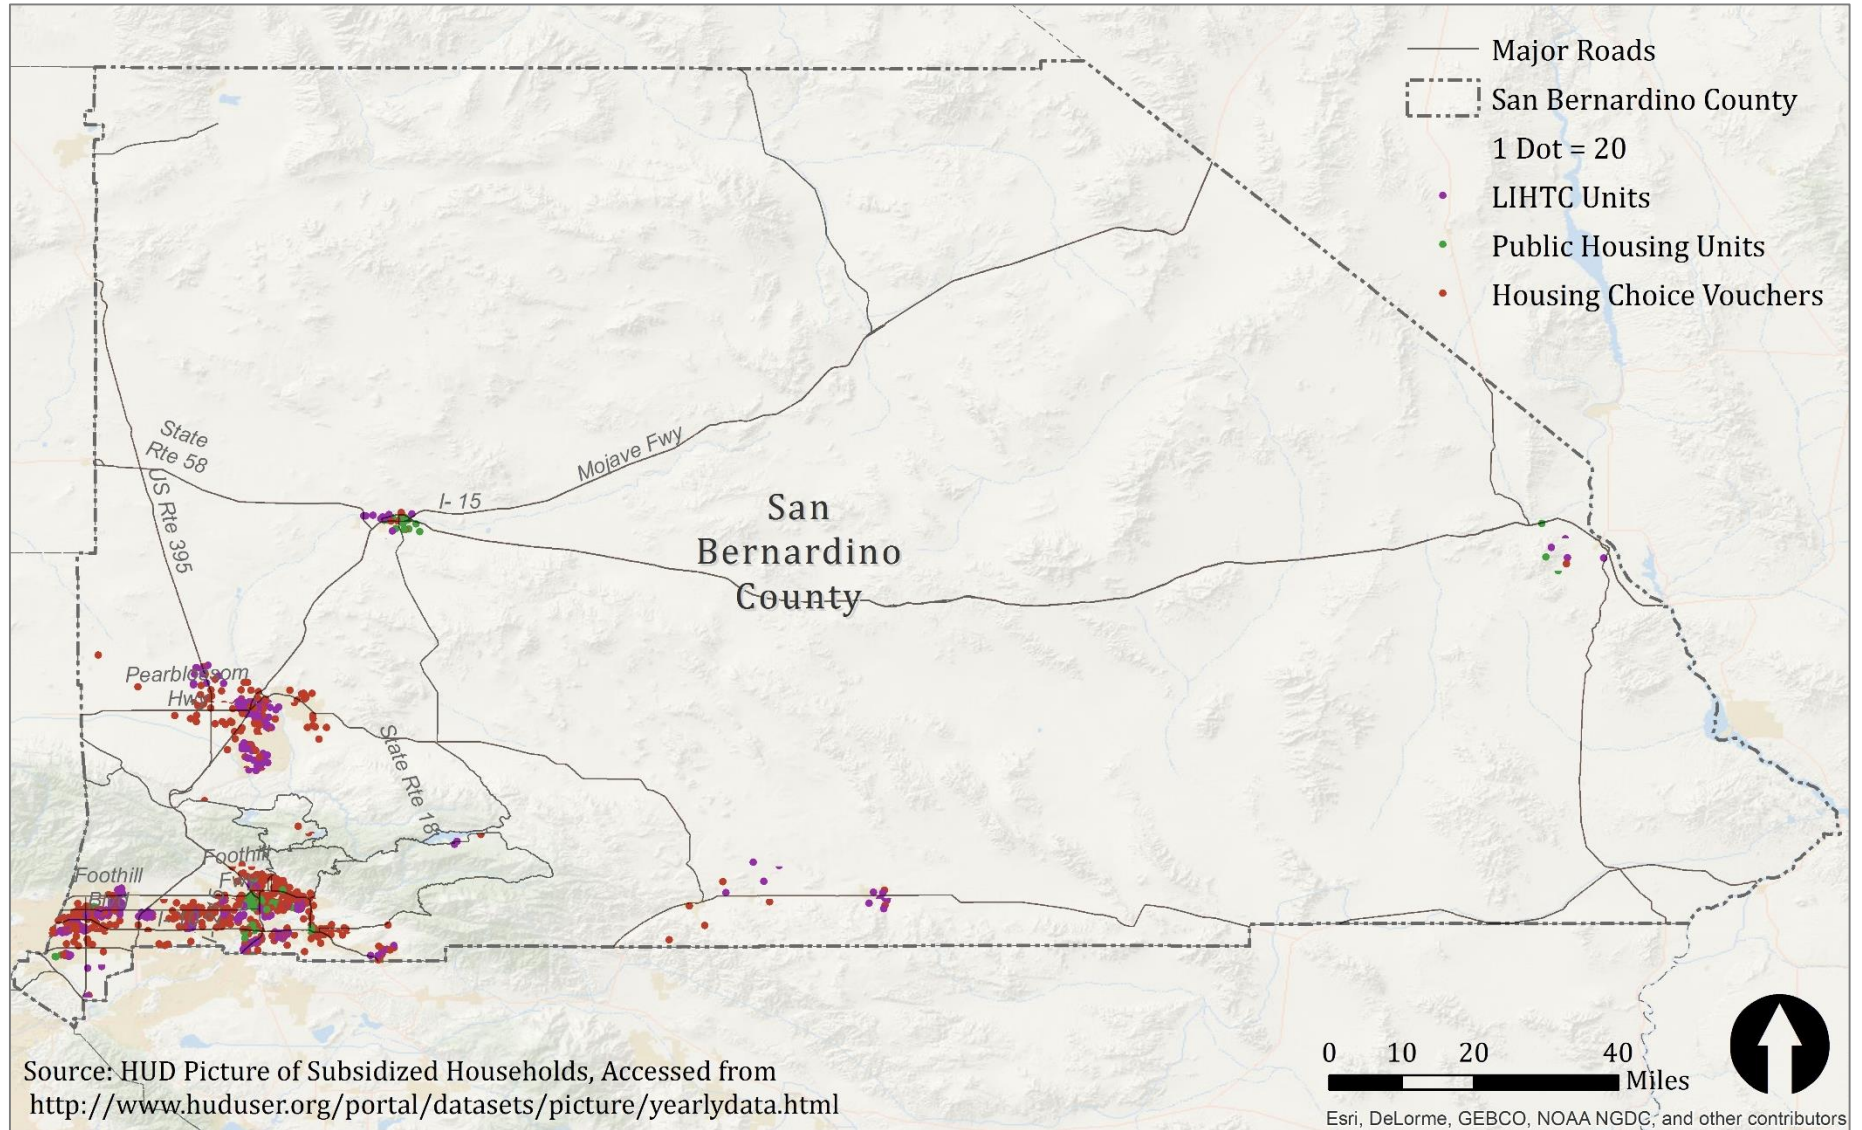 Major Roads
San Bernardino County
1 Dot = 20
LIHTC Units
Public Housing Units
Housing Choice Vouchers
State
Rte 58
US Rte 395
Mojave Fwy
I- 15
San
Bernardino
County
Pearblossom
Hwy
State Rte 18
Foothill
Fwy
Foothill
Blvd
Source: HUD Picture of Subsidized Households, Accessed from
http://www.huduser.org/portal/datasets/picture/yearlydata.html
0 10 20 40
Miles
Esri, DeLorme, GEBCO, NOAA NGDC, and other contributors